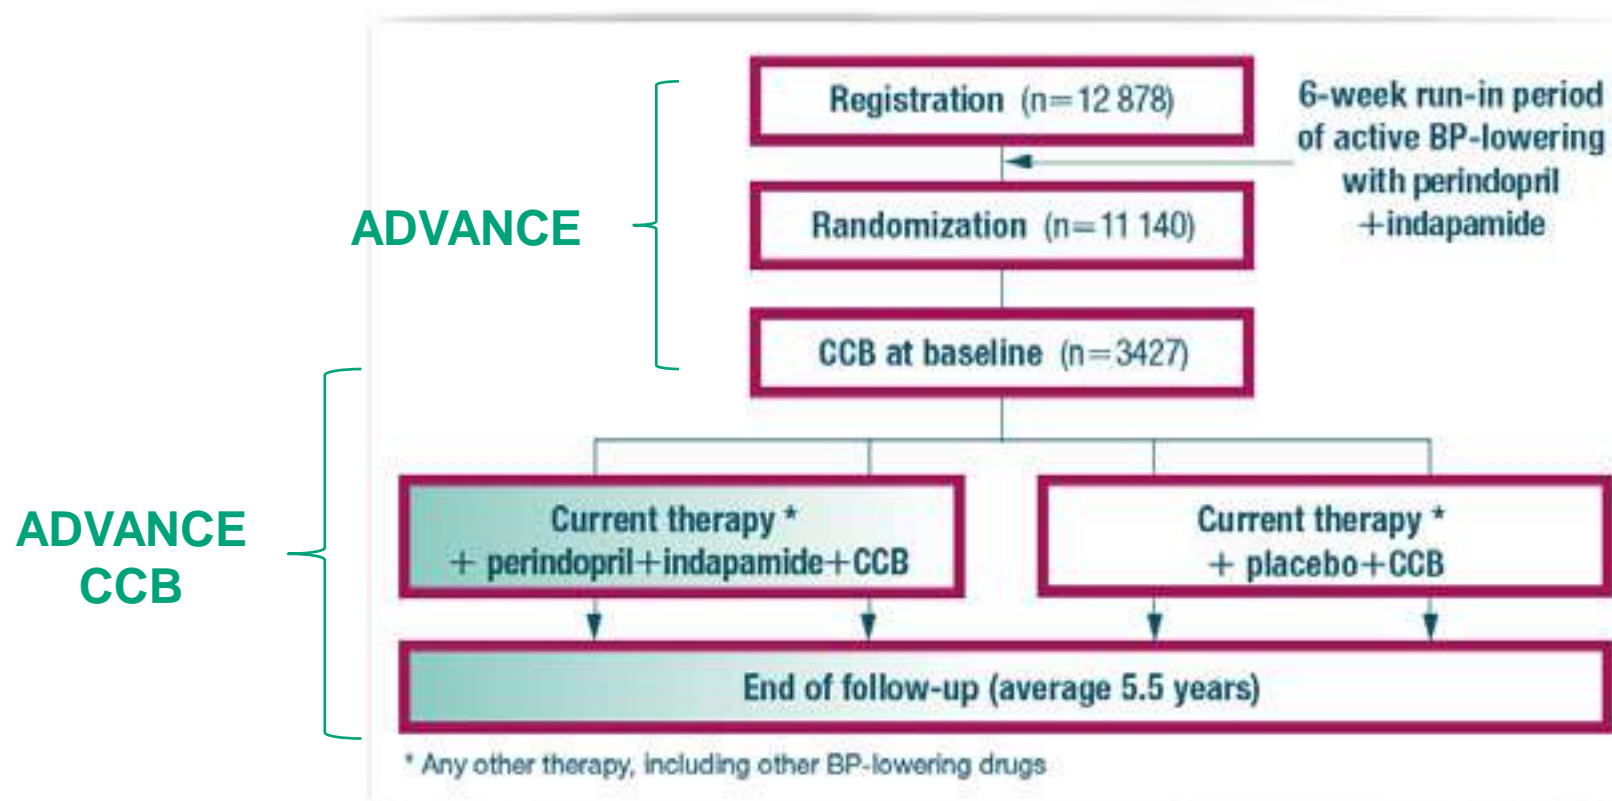 Registration (n=12 878)
6-week run-in period
of active BP-lowering
with perindopril
+indapamide
ADVANCE
Randomization (n=11 140)
CCB at baseline (n=3427)
ADVANCE
CCB
Current therapy *
+ perindopril+indapamide+CCB
Current therapy *
+ placebo+CCB
End of follow-up (average 5.5 years)
* Any other therapy, including other BP-lowering drugs